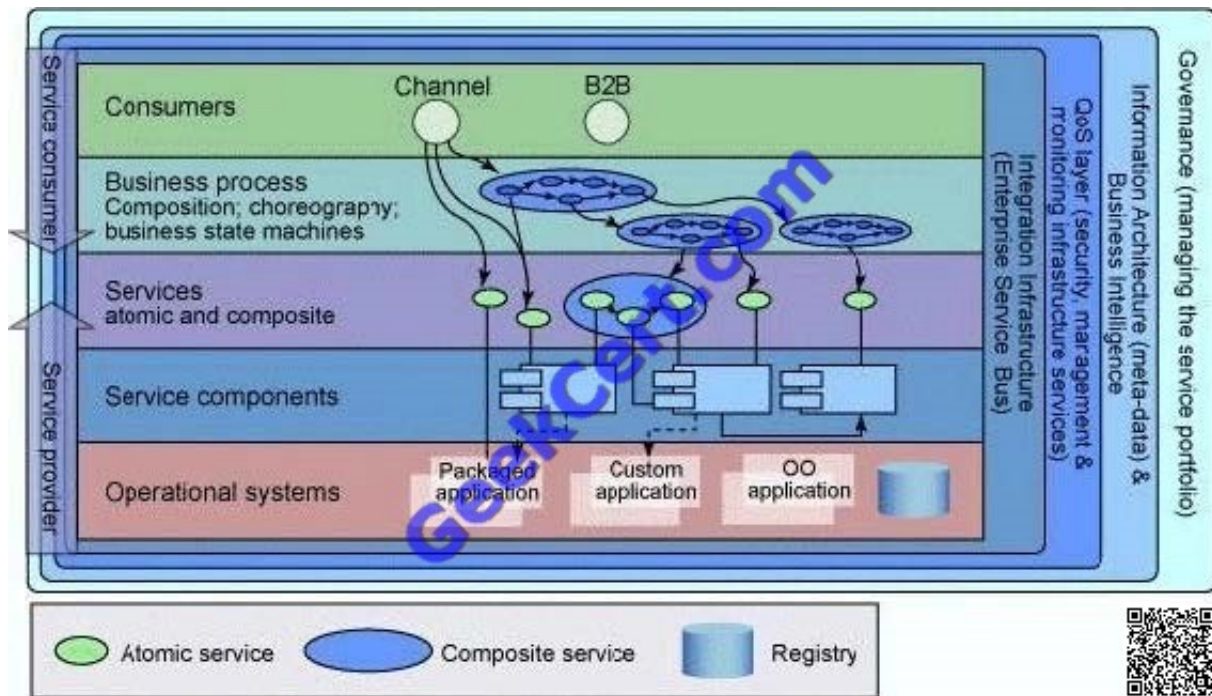 Channel
B2B
Consumers
Business process
Composition; choreography;
business state machines
Services
atomic and composite
Service components
Operational systems
Packaged
application
Custom
application
OO
application
Service consumer
Service provider
Integration Infrastructure
(Enterprise Service Bus)
QoS layer (security, management &
monitoring infrastructure services)
Information Architecture (meta-data) &
Business Intelligence
Governance (managing the service portfolio)
GeekCert.com
Atomic service
Composite service
Registry